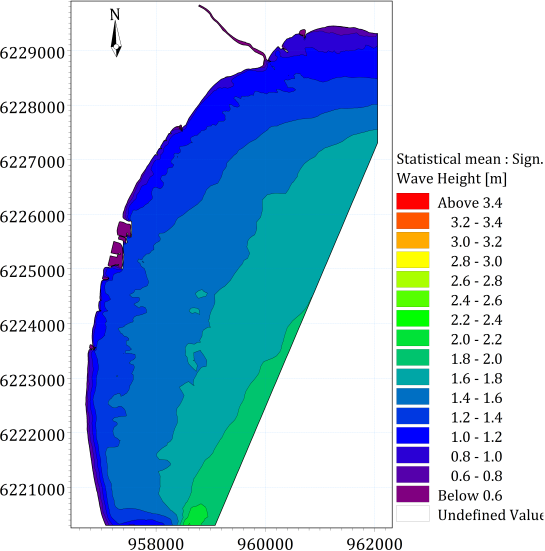 N
6229000
6228000
6227000
6226000
6225000
6224000
6223000
6222000
6221000
958000 960000 962000
Statistical mean : Sign.
Wave Height [m]
Above 3.4
3.2 - 3.4
3.0 - 3.2
2.8 - 3.0
2.6 - 2.8
2.4 - 2.6
2.2 - 2.4
2.0 - 2.2
1.8 - 2.0
1.6 - 1.8
1.4 - 1.6
1.2 - 1.4
1.0 - 1.2
0.8 - 1.0
0.6 - 0.8
Below 0.6
Undefined Value